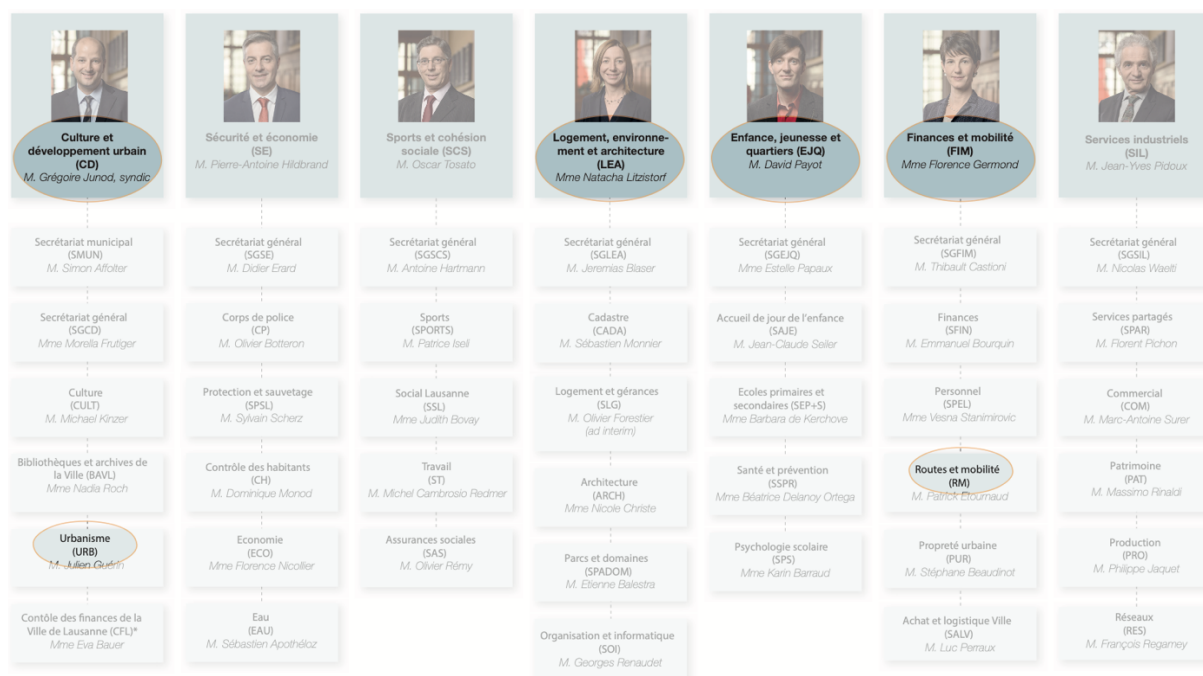 Culture et
développement urbain
(CD)
M. Grégoire Junod, syndic
Secrétariat municipal
(SMUN)
M. Simon Affolter
Secrétariat général
(SGCD)
Mme Morella Frutiger
Culture
(CULT)
M. Michael Kinzer
Bibliothèques et archives de
la Ville (BAVL)
Mme Nadia Roch
Urbanisme
(URB)
M. Julien Guérin
Contôle des finances de la
Ville de Lausanne (CFL)*
Mme Eva Bauer
Sécurité et économie
(SE)
M. Pierre-Antoine Hildbrand
Secrétariat général
(SGSE)
M. Didier Erard
Corps de police
(CP)
M. Olivier Botteron
Protection et sauvetage
(SPSL)
M. Sylvain Scherz
Contrôle des habitants
(CH)
M. Dominique Monod
Economie
(ECO)
Mme Florence Nicollier
Eau
(EAU)
M. Sébastien Apothéloz
Sports et cohésion
sociale (SCS)
M. Oscar Tosato
Secrétariat général
(SGSCS)
M. Antoine Hartmann
Sports
(SPORTS)
M. Patrice Iseli
Social Lausanne
(SSL)
Mme Judith Bovay
Travail
(ST)
M. Michel Cambrosio Redmer
Assurances sociales
(SAS)
M. Olivier Rémy
Logement, environne-
ment et architecture
(LEA)
Mme Natacha Litzistorf
Secrétariat général
(SGLEA)
M. Jeremias Blaser
Cadastre
(CADA)
M. Sébastien Monnier
Logement et gérances
(SLG)
M. Olivier Forestier
(ad interim)
Architecture
(ARCH)
Mme Nicole Christe
Parcs et domaines
(SPADOM)
M. Etienne Balestra
Organisation et informatique
(SOI)
M. Georges Renaudet
Enfance, jeunesse et
quartiers (EJQ)
M. David Payot
Secrétariat général
(SGEJQ)
Mme Estelle Papaux
Accueil de jour de l'enfance
(SAJE)
M. Jean-Claude Seiler
Ecoles primaires et
secondaires (SEP+S)
Mme Barbara de Kerchove
Santé et prévention
(SSPR)
Mme Béatrice Delanoy Ortega
Psychologie scolaire
(SPS)
Mme Karin Barraud
Finances et mobilité
(FIM)
Mme Florence Germond
Secrétariat général
(SGFIM)
M. Thibault Castioni
Finances
(SFIN)
M. Emmanuel Bourquin
Personnel
(SPEL)
Mme Vesna Stanimirovic
Routes et mobilité
(RM)
M. Patrick Etournaud
Propreté urbaine
(PUR)
M. Stéphane Beaudinot
Achat et logistique Ville
(SALV)
M. Luc Perraux
Services industriels
(SIL)
M. Jean-Yves Pidoux
Secrétariat général
(SGSIL)
M. Nicolas Waelti
Services partagés
(SPAR)
M. Florent Pichon
Commercial
(COM)
M. Marc-Antoine Surer
Patrimoine
(PAT)
M. Massimo Rinaldi
Production
(PRO)
M. Philippe Jaquet
Réseaux
(RES)
M. François Regamey